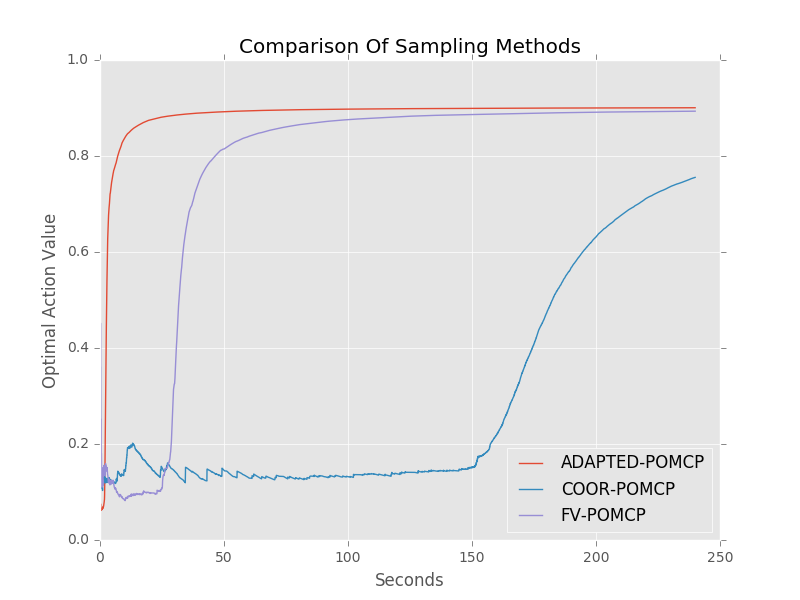 Comparison Of Sampling Methods
1.0
0.8
0.6
0.4
0.2
0.0
Optimal Action Value
ADAPTED-POMCP
COOR-POMCP
FV-POMCP
0 50 100 150 200 250
Seconds